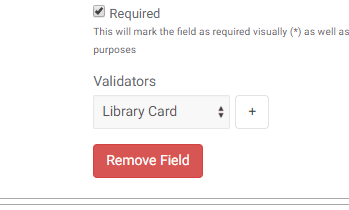 Required
This will mark the field as required visually (*) as well as
purposes
Validators
Library Card +
Remove Field